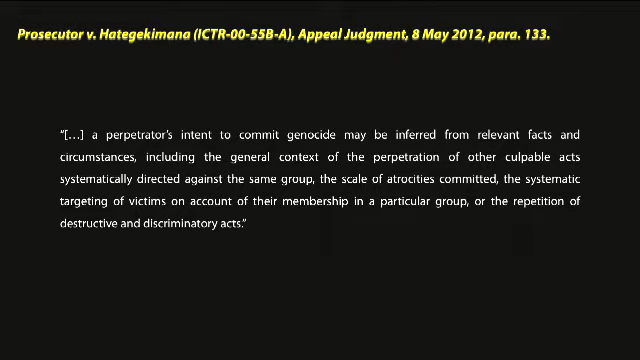 Prosecutor v. Hategekimana (ICTR-00-55B-A), Appeal Judgment, 8 May 2012, para. 133.
“[…] a perpetrator’s intent to commit genocide may be inferred from relevant facts and
circumstances, including the general context of the perpetration of other culpable acts
systematically directed against the same group, the scale of atrocities committed, the systematic
targeting of victims on account of their membership in a particular group, or the repetition of
destructive and discriminatory acts.”